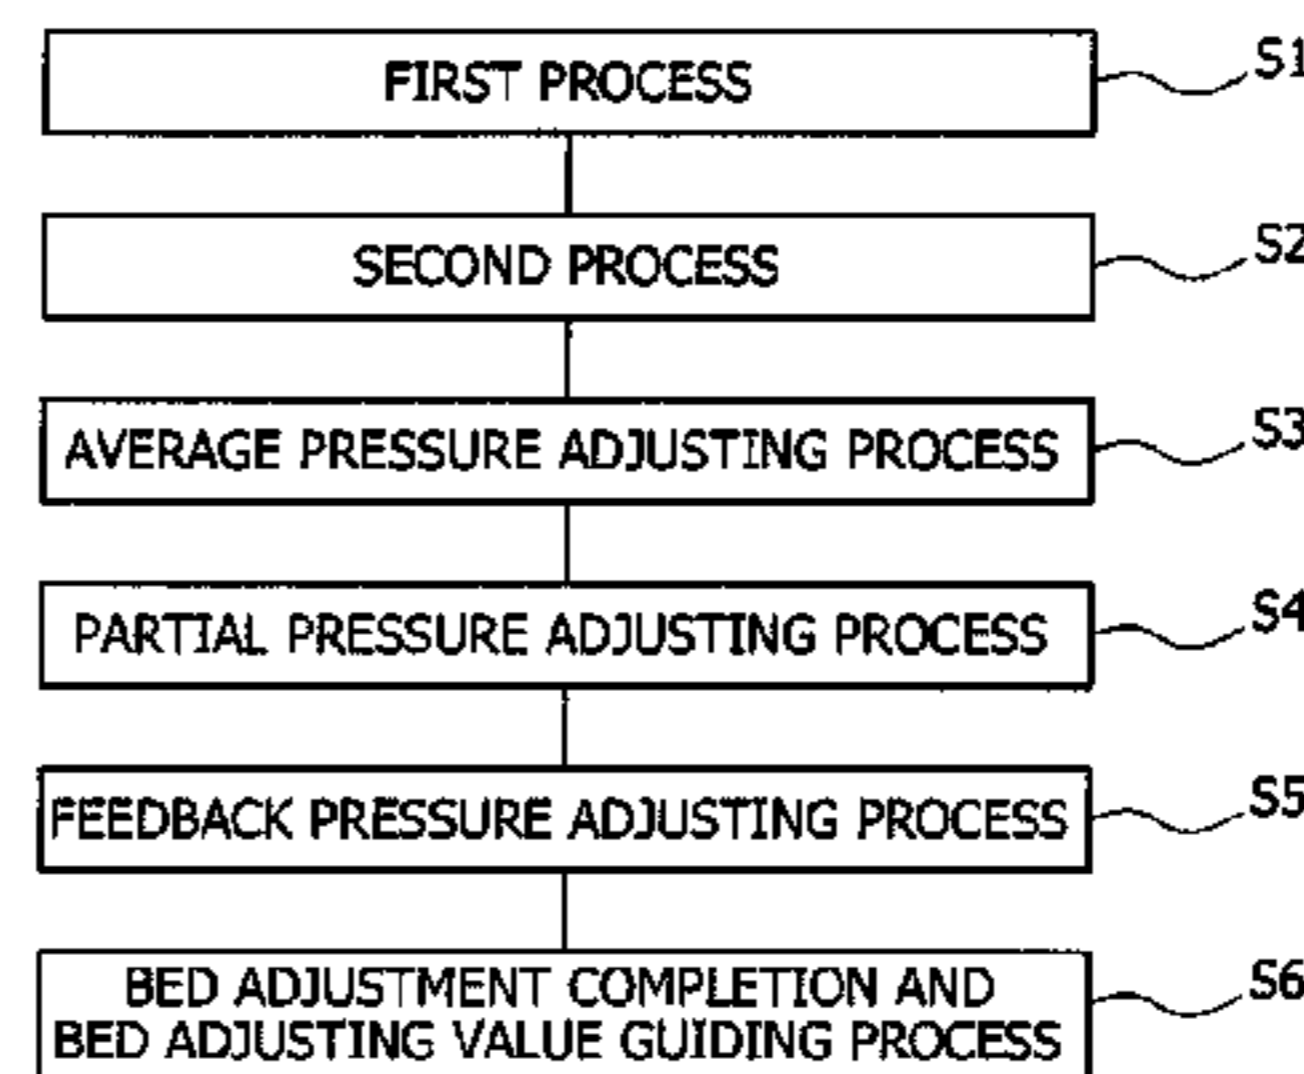 FIRST PROCESS S1
SECOND PROCESS S2
AVERAGE PRESSURE ADJUSTING PROCESS S3
PARTIAL PRESSURE ADJUSTING PROCESS S4
FEEDBACK PRESSURE ADJUSTING PROCESS S5
BED ADJUSTMENT COMPLETION AND S6
BED ADJUSTING VALUE GUIDING PROCESS